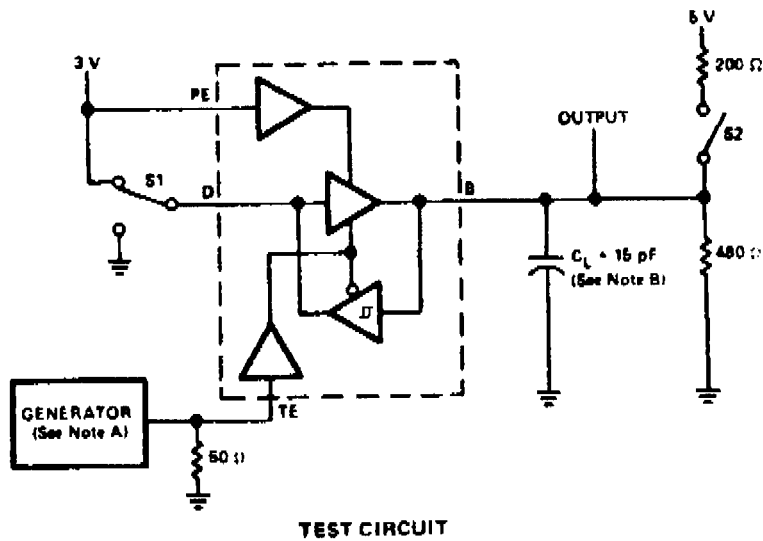 5 V
3 V
200 Ω
PE
OUTPUT
S1
S2
D
B
480 Ω
CL = 15 pF
(See Note B)
GENERATOR
(See Note A)
TE
50 Ω
TEST CIRCUIT